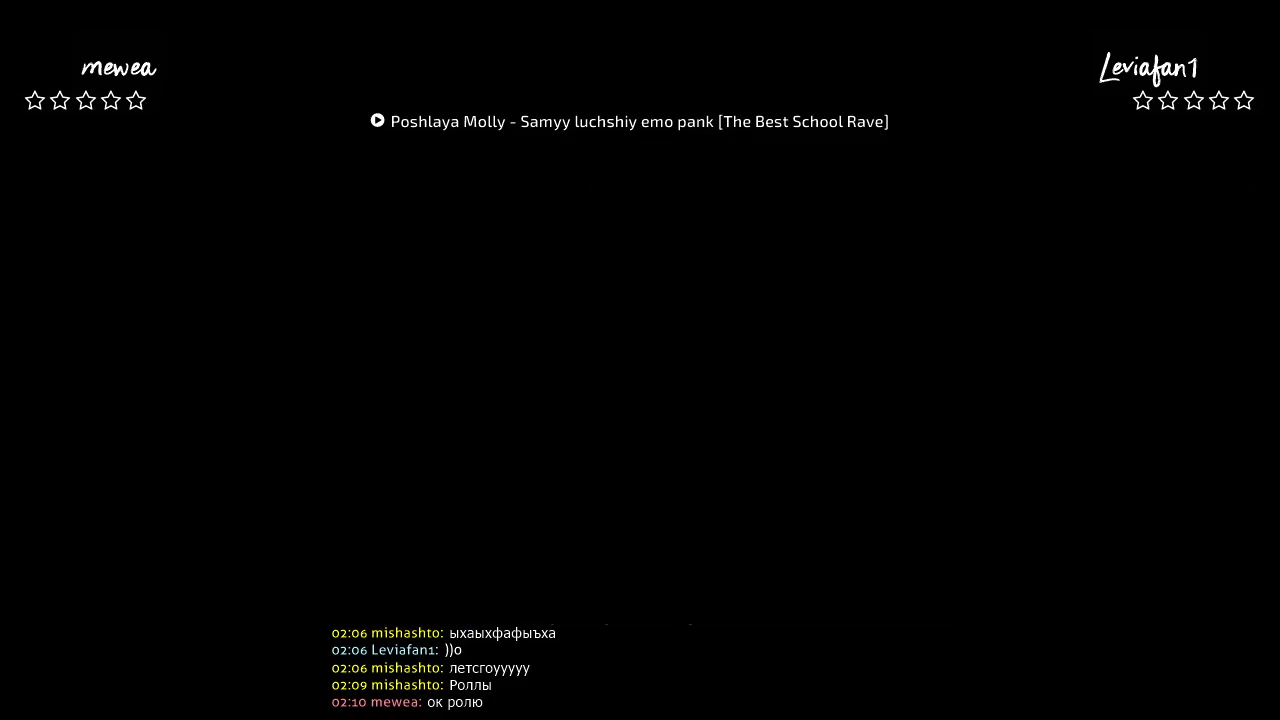 mewea
Leviafan1
Poshlaya Molly - Samyy luchshiy emo pank [The Best School Rave]
02:06 mishashto: ыхаыхфафыъха
02:06 Leviafan1: ))о
02:06 mishashto: летсгоууууу
02:09 mishashto: Роллы
02:10 mewea: ок ролю